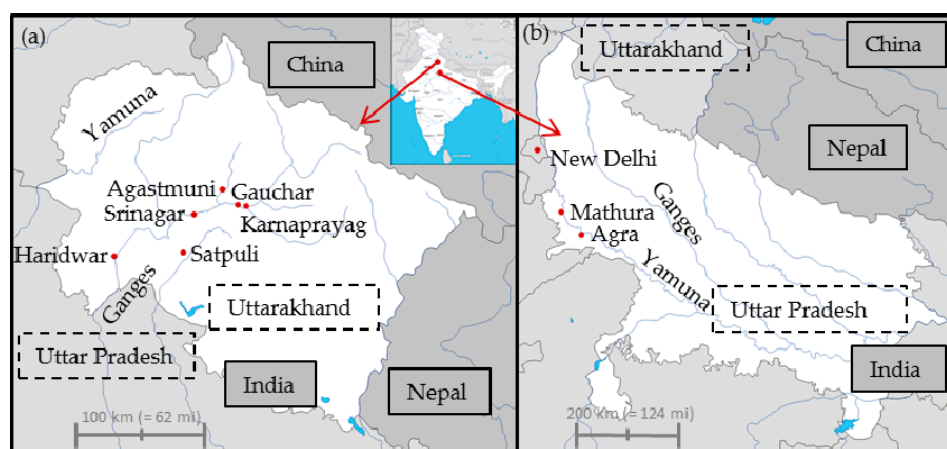 (a)
China
Yamuna
Agastmuni
Gauchar
Srinagar
Karnaprayag
Haridwar
Satpuli
Ganges
Uttarakhand
Uttar Pradesh
India
Nepal
100 km (= 62 mi)
(b)
Uttarakhand
China
Nepal
New Delhi
Ganges
Mathura
Agra
Yamuna
Uttar Pradesh
India
200 km (= 124 mi)